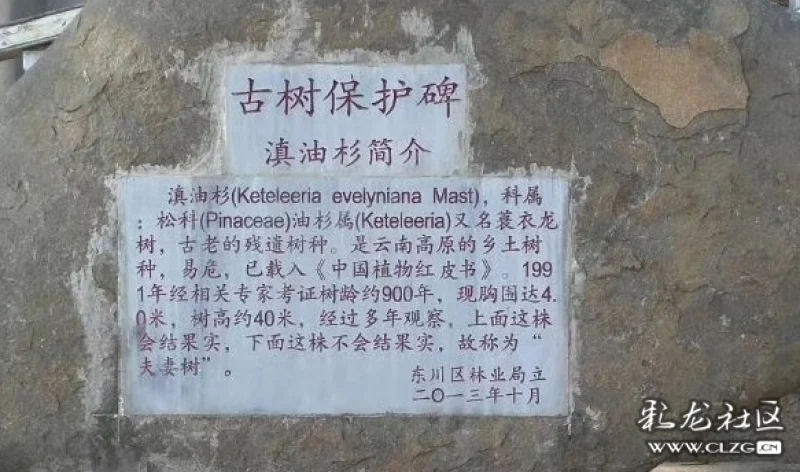 古树保护碑
滇油杉简介
滇油杉(Keteleeria evelyniana Mast)，科属
：松科(Pinaceae)油杉属(Keteleeria)又名蓑衣龙
树，古老的残遗树种。是云南高原的乡土树
种，易危，已载入《中国植物红皮书》。199
1年经相关专家考证树龄约900年，现胸围达4.
0米，树高约40米，经过多年观察，上面这株
会结果实，下面这株不会结果实，故称为“
夫妻树”。
东川区林业局立
二〇一三年十月
彩龙社区
WWW.CLZG.CN